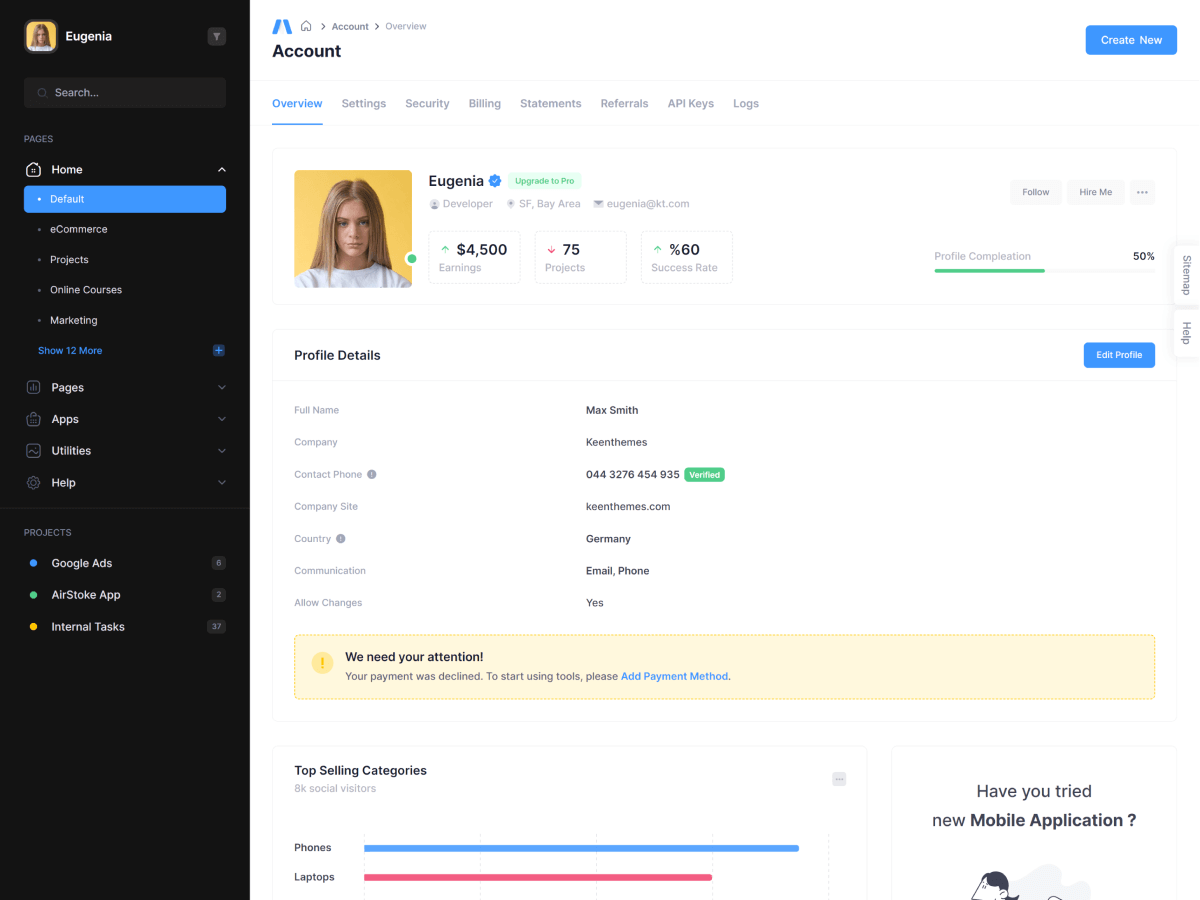 Eugenia
Search...
PAGES
Home
Default
eCommerce
Projects
Online Courses
Marketing
Show 12 More
Pages
Apps
Utilities
Help
PROJECTS
Google Ads 6
AirStoke App 2
Internal Tasks 37
Account Overview
Account
Create New
Overview Settings Security Billing Statements Referrals API Keys Logs
Eugenia Upgrade to Pro
Developer SF, Bay Area eugenia@kt.com
Follow Hire Me
$4,500 75 %60
Earnings Projects Success Rate
Profile Compleation 50%
Sitemap
Help
Profile Details Edit Profile
Full Name Max Smith
Company Keenthemes
Contact Phone 044 3276 454 935 Verified
Company Site keenthemes.com
Country Germany
Communication Email, Phone
Allow Changes Yes
We need your attention!
Your payment was declined. To start using tools, please Add Payment Method.
Top Selling Categories
8k social visitors
Phones
Laptops
Have you tried
new Mobile Application ?